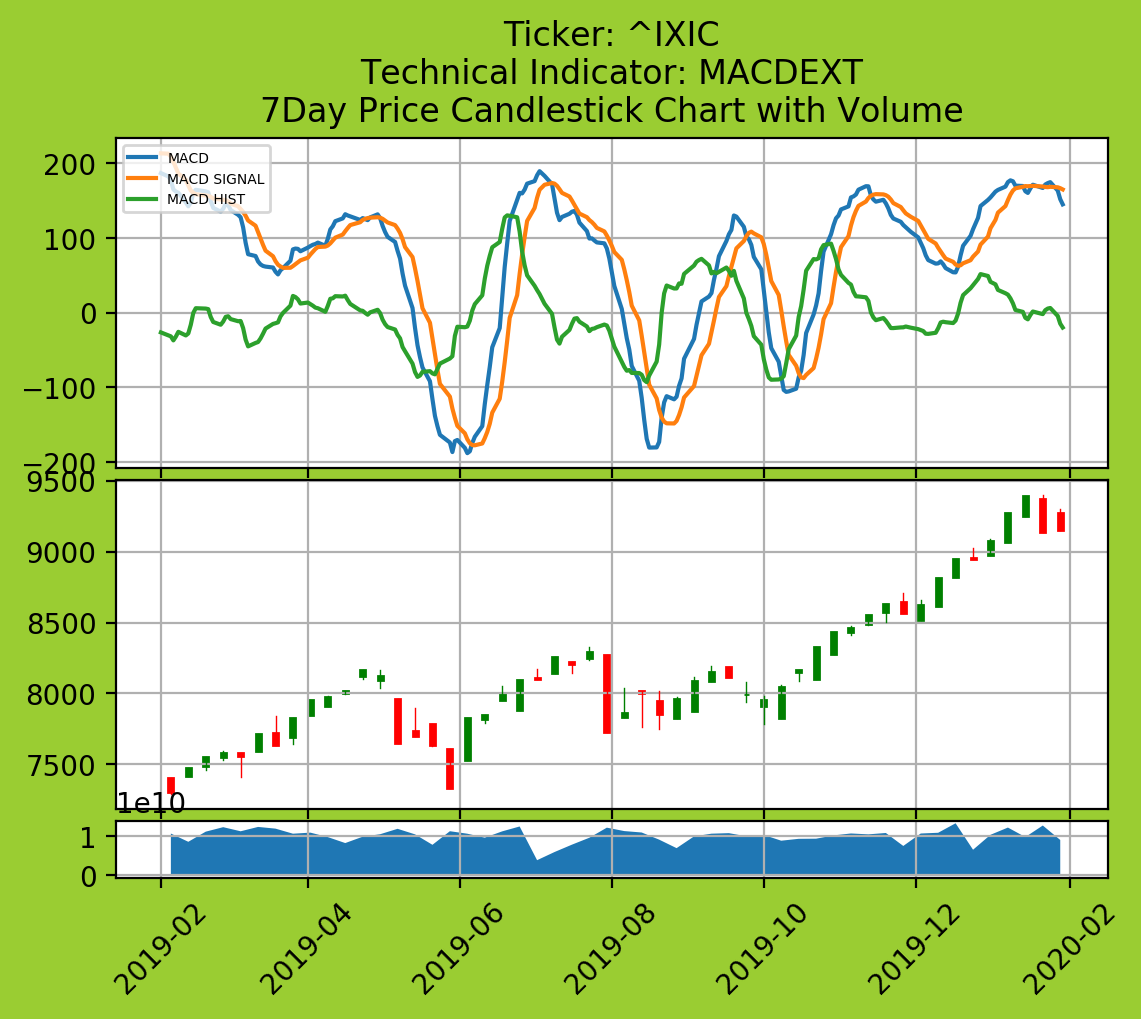 Ticker: ^IXIC
Technical Indicator: MACDEXT
7Day Price Candlestick Chart with Volume
MACD
MACD SIGNAL
MACD HIST
200
100
0
−100
−200
9500
9000
8500
8000
7500
1e10
1
0
2019-02
2019-04
2019-06
2019-08
2019-10
2019-12
2020-02